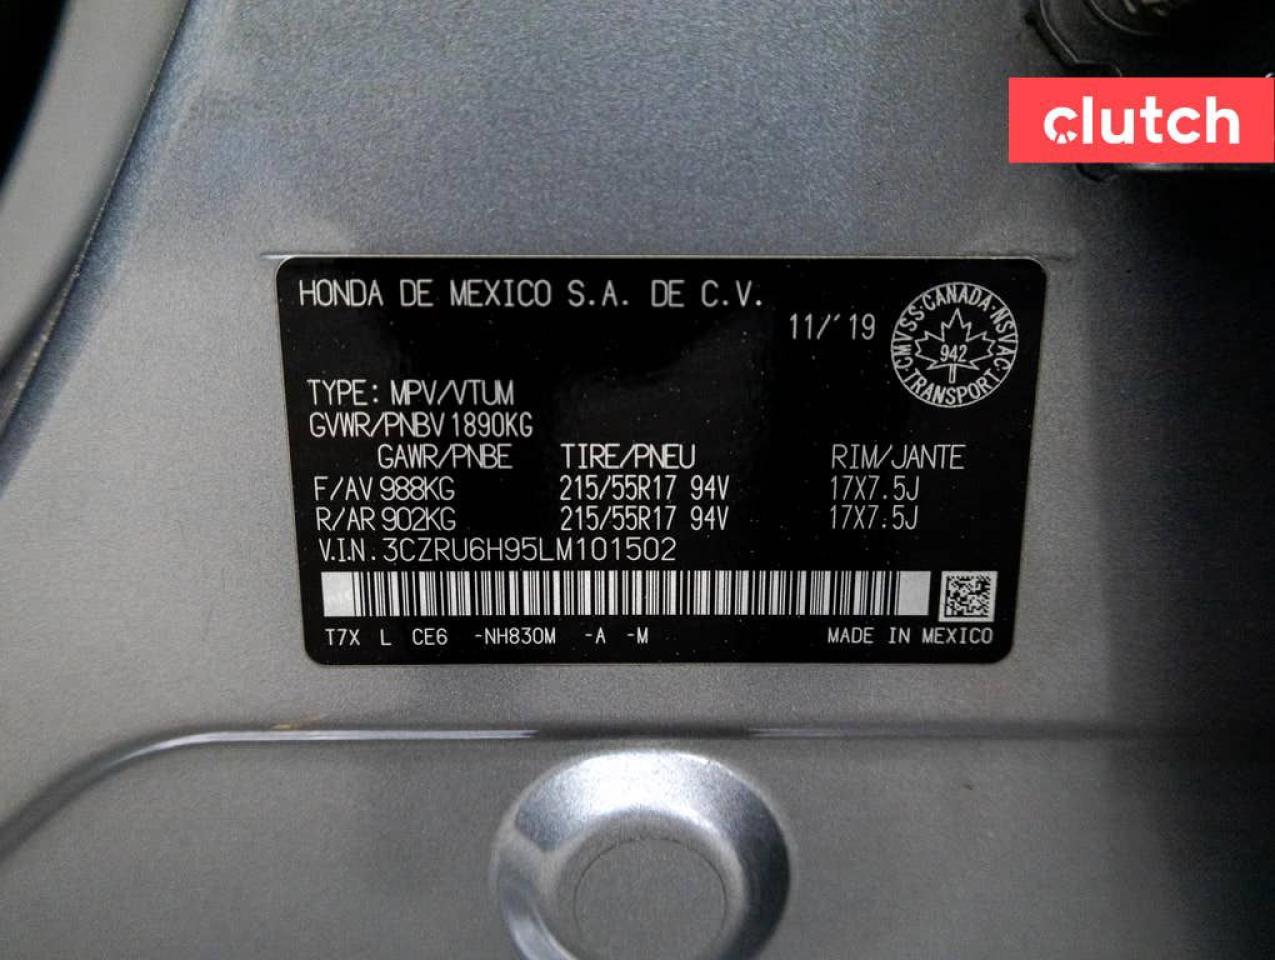 clutch
HONDA DE MEXICO S.A. DE C.V.
11/'19
CMVSS·CANADA·NSVAC·TRANSPORT·
942
TYPE: MPV/VTUM
GVWR/PNBV 1890KG
GAWR/PNBE TIRE/PNEU RIM/JANTE
F/AV 988KG 215/55R17 94V 17X7.5J
R/AR 902KG 215/55R17 94V 17X7.5J
V.I.N. 3CZRU6H95LM101502
T7X L CE6 -NH830M -A -M MADE IN MEXICO